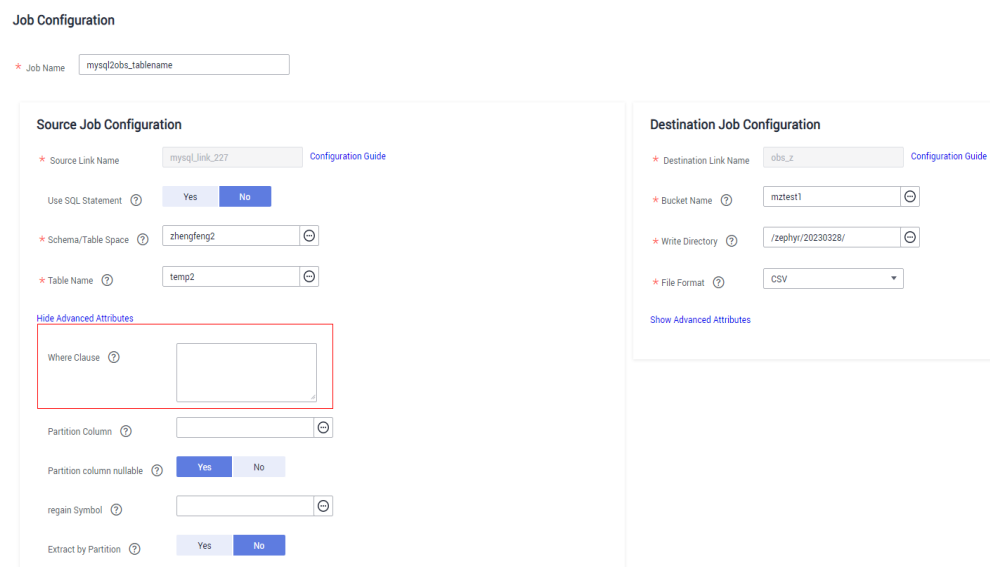 Job Configuration
* Job Name mysql2obs_tablename
Source Job Configuration
* Source Link Name mysql_link_227 Configuration Guide
Use SQL Statement ? Yes No
* Schema/Table Space ? zhengfeng2
* Table Name ? temp2
Hide Advanced Attributes
Where Clause ?
Partition Column ?
Partition column nullable ? Yes No
regain Symbol ?
Extract by Partition ? Yes No
Destination Job Configuration
* Destination Link Name obs_z Configuration Guide
* Bucket Name ? mztest1
* Write Directory ? /zephyr/20230328/
* File Format ? CSV
Show Advanced Attributes